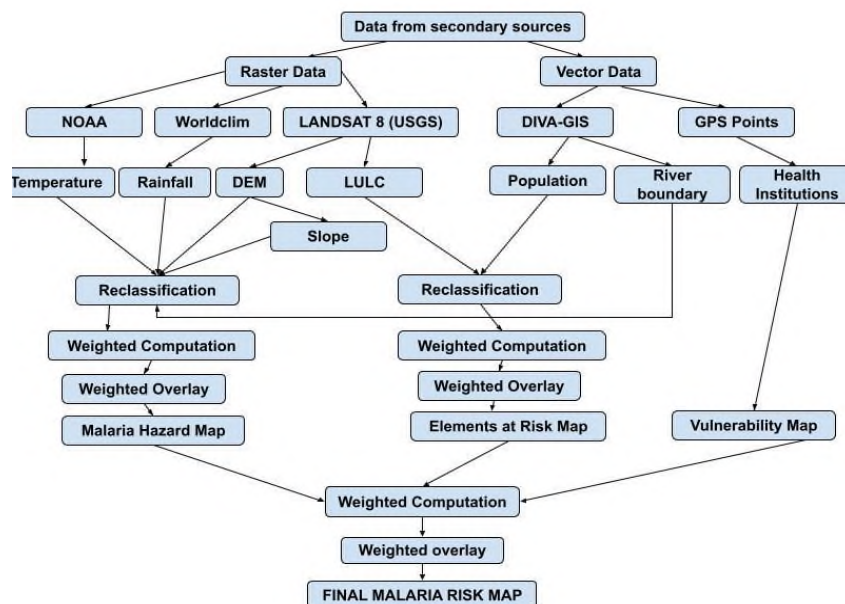 Data from secondary sources
Raster Data
Vector Data
NOAA
Worldclim
LANDSAT 8 (USGS)
DIVA-GIS
GPS Points
Temperature
Rainfall
DEM
LULC
Population
River
boundary
Health
Institutions
Slope
Reclassification
Reclassification
Weighted Computation
Weighted Computation
Weighted Overlay
Weighted Overlay
Malaria Hazard Map
Elements at Risk Map
Vulnerability Map
Weighted Computation
Weighted overlay
FINAL MALARIA RISK MAP